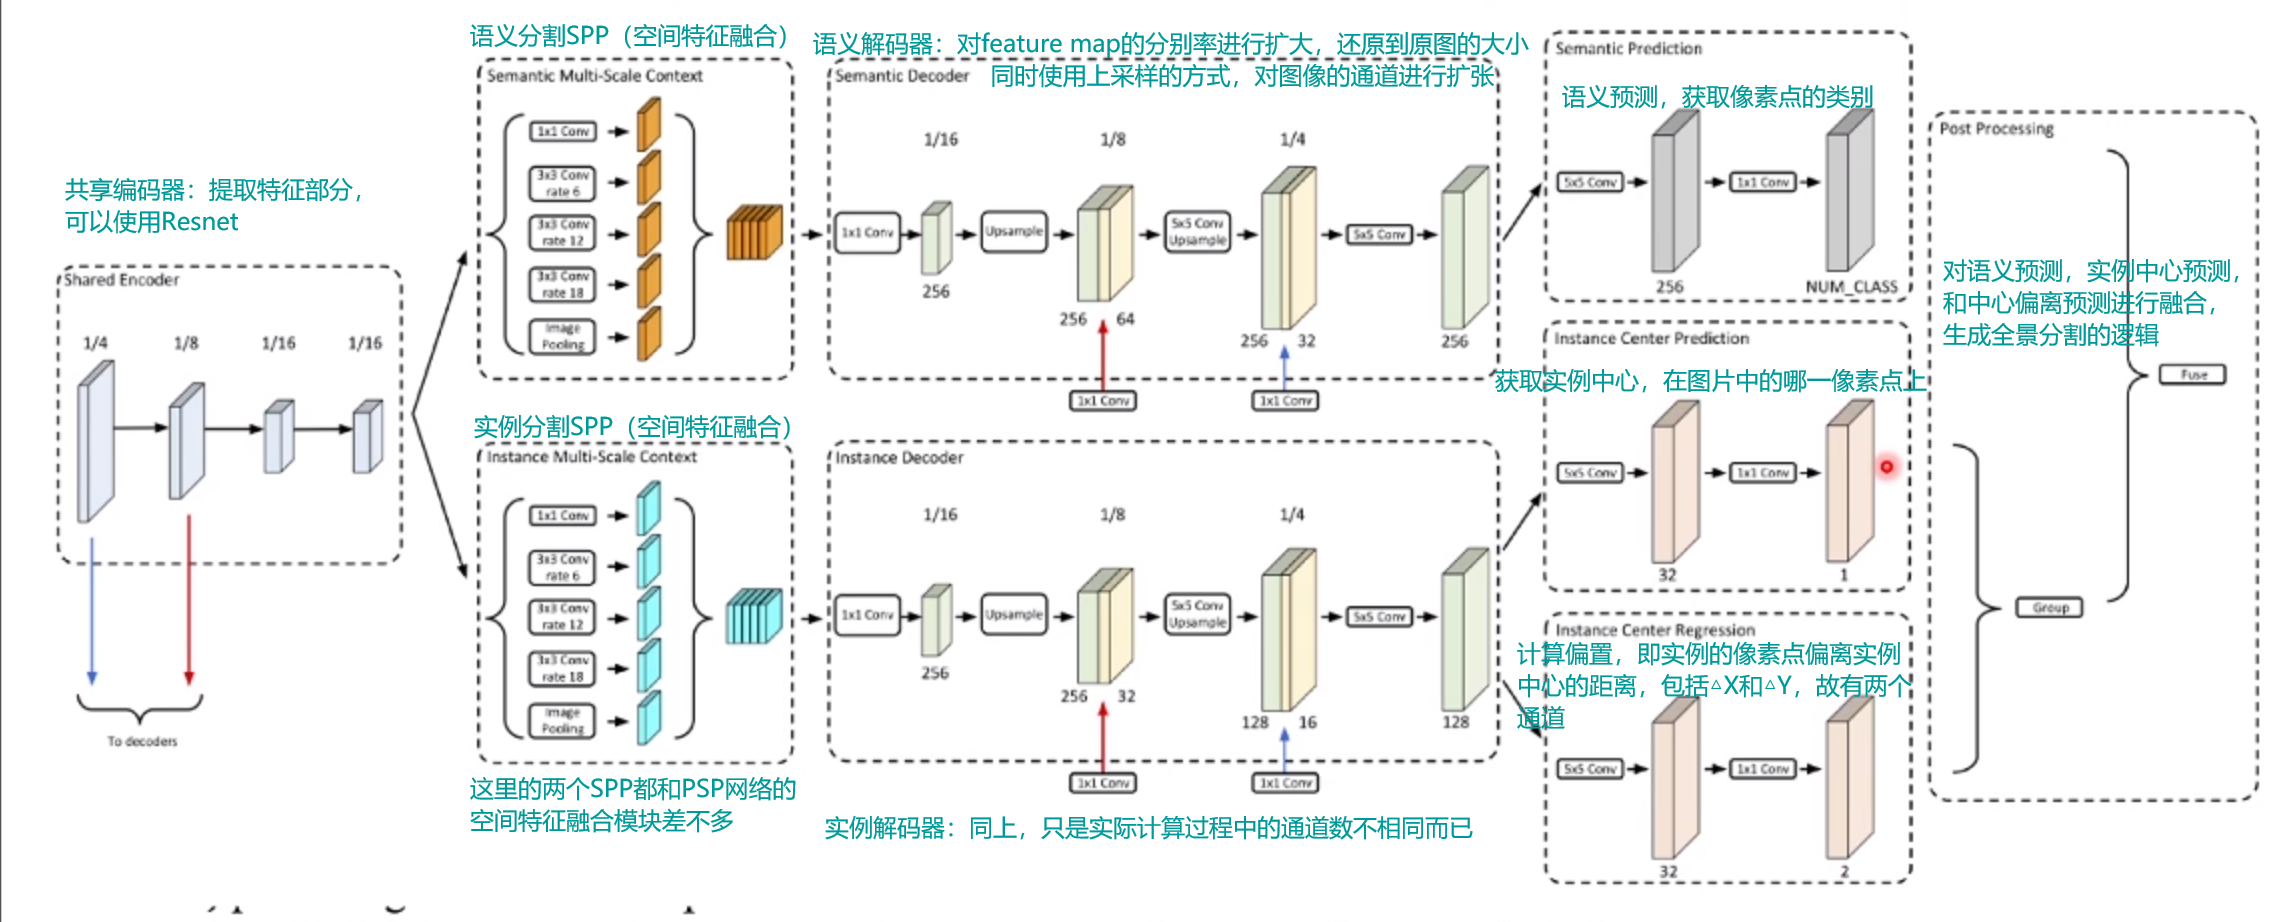 共享编码器：提取特征部分，
可以使用Resnet
Shared Encoder
1/4
1/8
1/16
1/16
To decoders
语义分割SPP（空间特征融合）
Semantic Multi-Scale Context
1x1 Conv
3x3 Conv
rate 6
3x3 Conv
rate 12
3x3 Conv
rate 18
Image
Pooling
实例分割SPP（空间特征融合）
Instance Multi-Scale Context
1x1 Conv
3x3 Conv
rate 6
3x3 Conv
rate 12
3x3 Conv
rate 18
Image
Pooling
这里的两个SPP都和PSP网络的
空间特征融合模块差不多
语义解码器：对feature map的分别率进行扩大，还原到原图的大小
同时使用上采样的方式，对图像的通道进行扩张
Semantic Decoder
1/16
1/8
1/4
1x1 Conv
Upsample
5x5 Conv
Upsample
5x5 Conv
256
256
64
256
32
256
1x1 Conv
1x1 Conv
Instance Decoder
1/16
1/8
1/4
1x1 Conv
Upsample
5x5 Conv
Upsample
5x5 Conv
256
256
32
128
16
128
1x1 Conv
1x1 Conv
实例解码器：同上，只是实际计算过程中的通道数不相同而已
Semantic Prediction
语义预测，获取像素点的类别
5x5 Conv
1x1 Conv
256
NUM_CLASS
Instance Center Prediction
获取实例中心，在图片中的哪一像素点上
5x5 Conv
1x1 Conv
32
1
Instance Center Regression
计算偏置，即实例的像素点偏离实例
中心的距离，包括△X和△Y，故有两个
通道
5x5 Conv
1x1 Conv
32
2
Post Processing
对语义预测，实例中心预测，
和中心偏离预测进行融合，
生成全景分割的逻辑
Fuse
Group